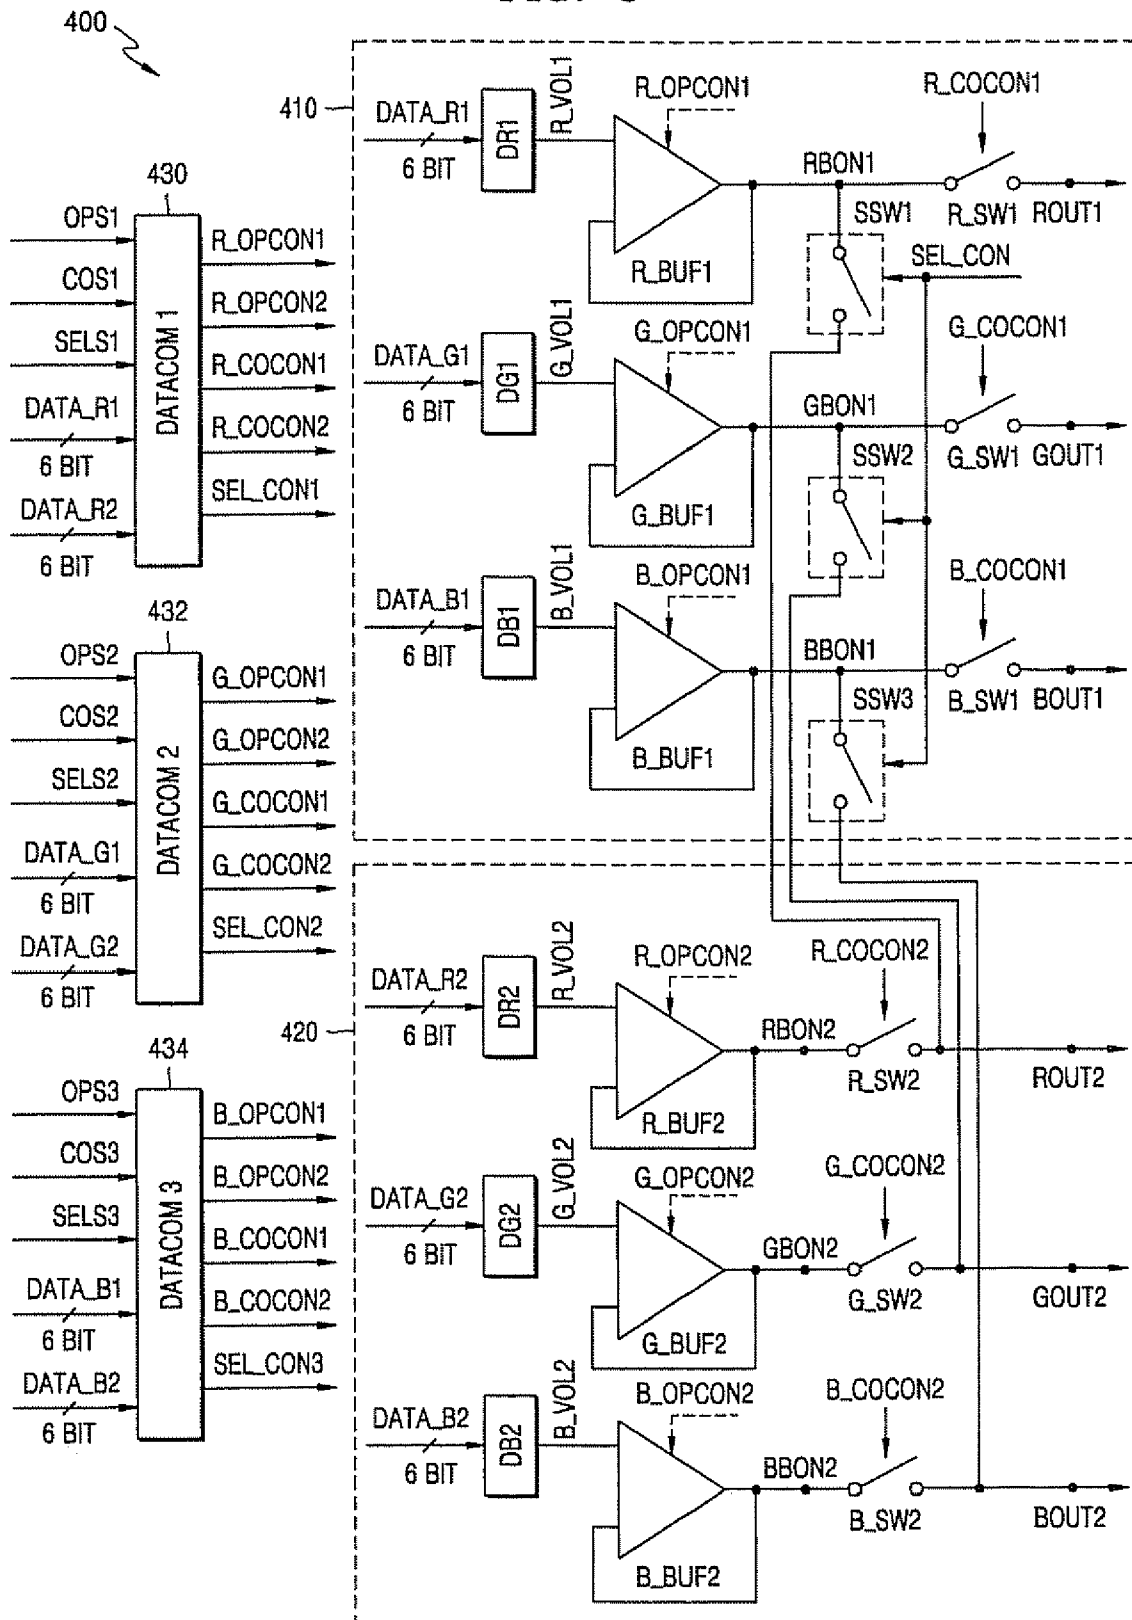 400
430
OPS1
COS1
SELS1
DATA_R1
6 BIT
DATA_R2
6 BIT
DATACOM 1
R_OPCON1
R_OPCON2
R_COCON1
R_COCON2
SEL_CON1
432
OPS2
COS2
SELS2
DATA_G1
6 BIT
DATA_G2
6 BIT
DATACOM 2
G_OPCON1
G_OPCON2
G_COCON1
G_COCON2
SEL_CON2
434
OPS3
COS3
SELS3
DATA_B1
6 BIT
DATA_B2
6 BIT
DATACOM 3
B_OPCON1
B_OPCON2
B_COCON1
B_COCON2
SEL_CON3
410
DATA_R1
6 BIT
DR1
R_VOL1
R_OPCON1
R_BUF1
RBON1
SSW1
R_COCON1
R_SW1
ROUT1
SEL_CON
DATA_G1
6 BIT
DG1
G_VOL1
G_OPCON1
G_BUF1
GBON1
SSW2
G_COCON1
G_SW1
GOUT1
DATA_B1
6 BIT
DB1
B_VOL1
B_OPCON1
B_BUF1
BBON1
SSW3
B_COCON1
B_SW1
BOUT1
420
DATA_R2
6 BIT
DR2
R_VOL2
R_OPCON2
R_BUF2
RBON2
R_COCON2
R_SW2
ROUT2
DATA_G2
6 BIT
DG2
G_VOL2
G_OPCON2
G_BUF2
GBON2
G_COCON2
G_SW2
GOUT2
DATA_B2
6 BIT
DB2
B_VOL2
B_OPCON2
B_BUF2
BBON2
B_COCON2
B_SW2
BOUT2